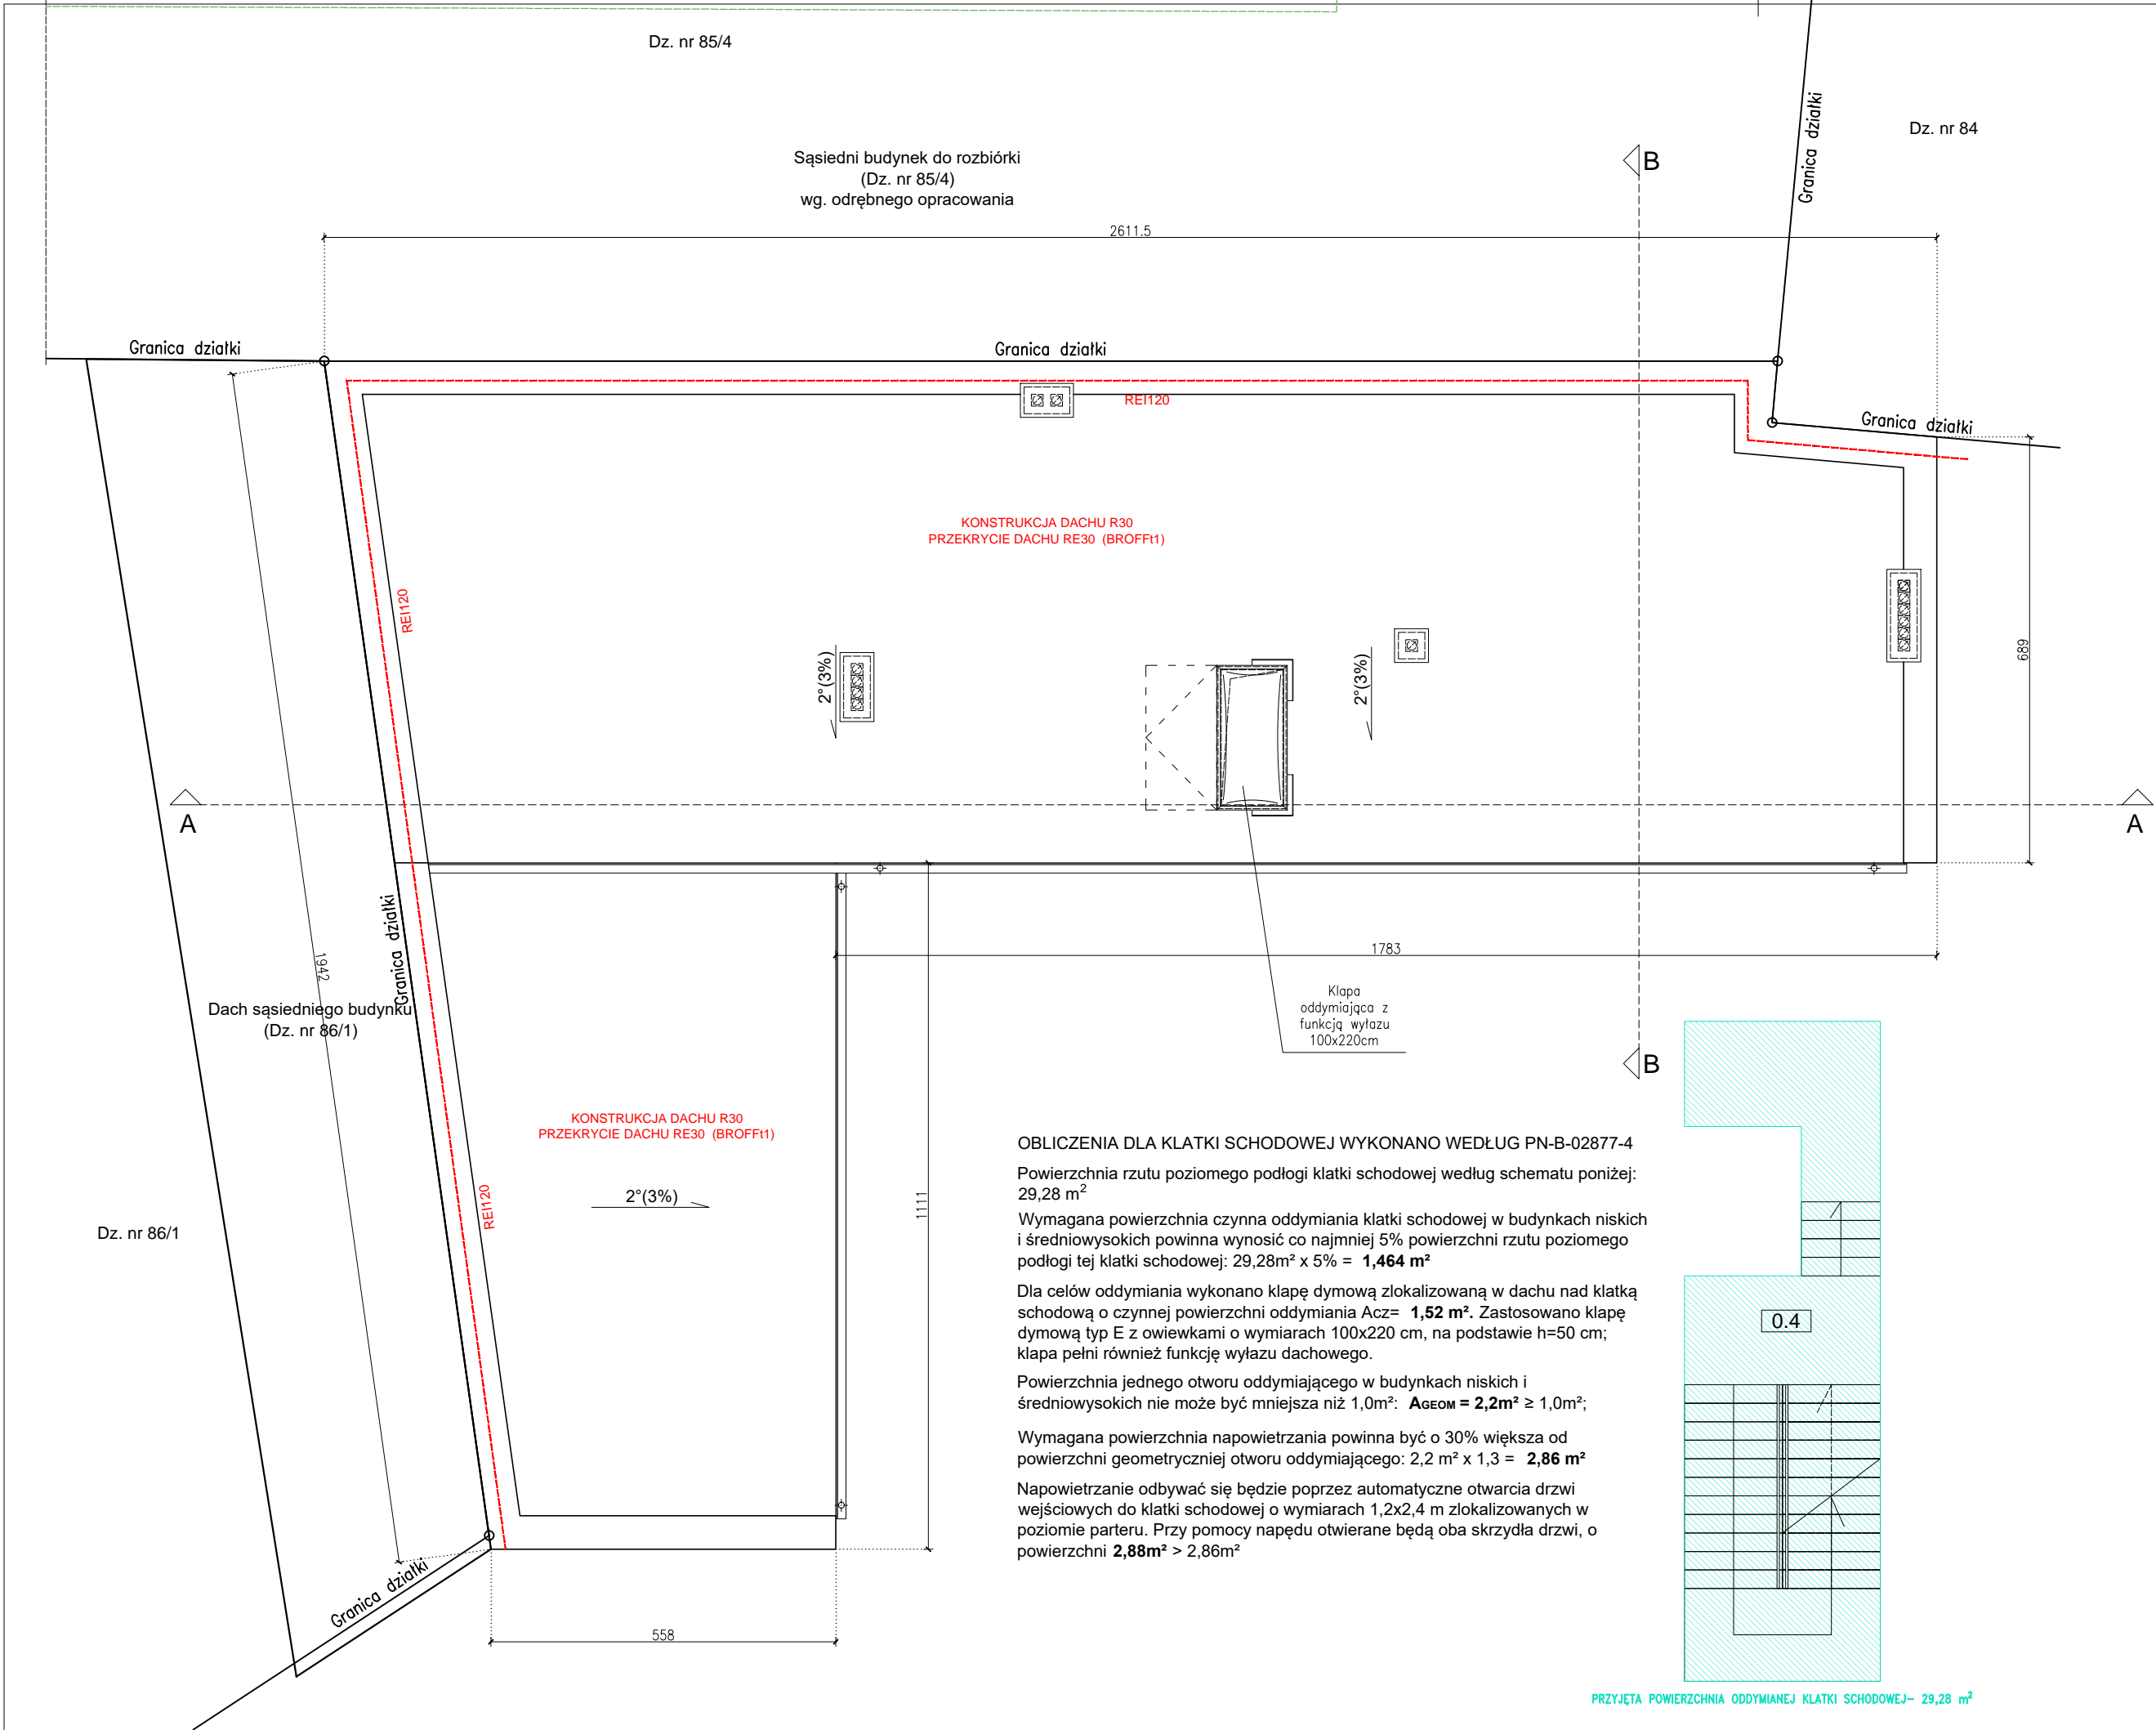 Dz. nr 85/4
Dz. nr 84
Granica działki
Sąsiedni budynek do rozbiórki
(Dz. nr 85/4)
wg. odrębnego opracowania
B
2611.5
Granica działki
Granica działki
Granica działki
REI120
KONSTRUKCJA DACHU R30
PRZEKRYCIE DACHU RE30 (BROFFt1)
REI120
2°(3%)
2°(3%)
689
A
A
Granica działki
1942
1783
Dach sąsiedniego budynku
(Dz. nr 86/1)
Klapa
oddymiająca z
funkcją wyłazu
100x220cm
B
KONSTRUKCJA DACHU R30
PRZEKRYCIE DACHU RE30 (BROFFt1)
REI120
2°(3%)
1111
Dz. nr 86/1
OBLICZENIA DLA KLATKI SCHODOWEJ WYKONANO WEDŁUG PN-B-02877-4
Powierzchnia rzutu poziomego podłogi klatki schodowej według schematu poniżej:
29,28 m²
Wymagana powierzchnia czynna oddymiania klatki schodowej w budynkach niskich
i średniowysokich powinna wynosić co najmniej 5% powierzchni rzutu poziomego
podłogi tej klatki schodowej: 29,28m² x 5% = 1,464 m²
Dla celów oddymiania wykonano klapę dymową zlokalizowaną w dachu nad klatką
schodową o czynnej powierzchni oddymiania Acz= 1,52 m². Zastosowano klapę
dymową typ E z owiewkami o wymiarach 100x220 cm, na podstawie h=50 cm;
klapa pełni również funkcję wyłazu dachowego.
Powierzchnia jednego otworu oddymiającego w budynkach niskich i
średniowysokich nie może być mniejsza niż 1,0m²: AGEOM = 2,2m² ≥ 1,0m²;
Wymagana powierzchnia napowietrzania powinna być o 30% większa od
powierzchni geometryczniej otworu oddymiającego: 2,2 m² x 1,3 = 2,86 m²
Napowietrzanie odbywać się będzie poprzez automatyczne otwarcia drzwi
wejściowych do klatki schodowej o wymiarach 1,2x2,4 m zlokalizowanych w
poziomie parteru. Przy pomocy napędu otwierane będą oba skrzydła drzwi, o
powierzchni 2,88m² > 2,86m²
0.4
Granica działki
558
PRZYJĘTA POWIERZCHNIA ODDYMIANEJ KLATKI SCHODOWEJ- 29,28 m²